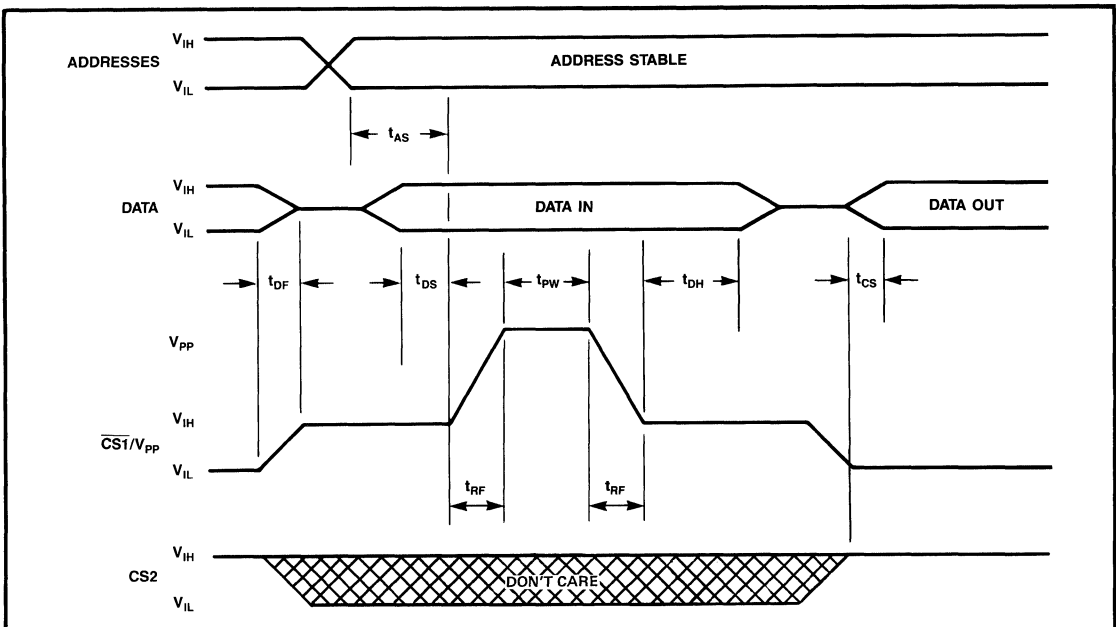 V_IH
ADDRESSES
ADDRESS STABLE
V_IL
t_AS
V_IH
DATA
DATA IN
DATA OUT
V_IL
t_DF
t_DS
t_PW
t_DH
t_CS
V_PP
V_IH
C̅S̅1̅/V_PP
V_IL
t_RF
t_RF
V_IH
CS2
DON'T CARE
V_IL